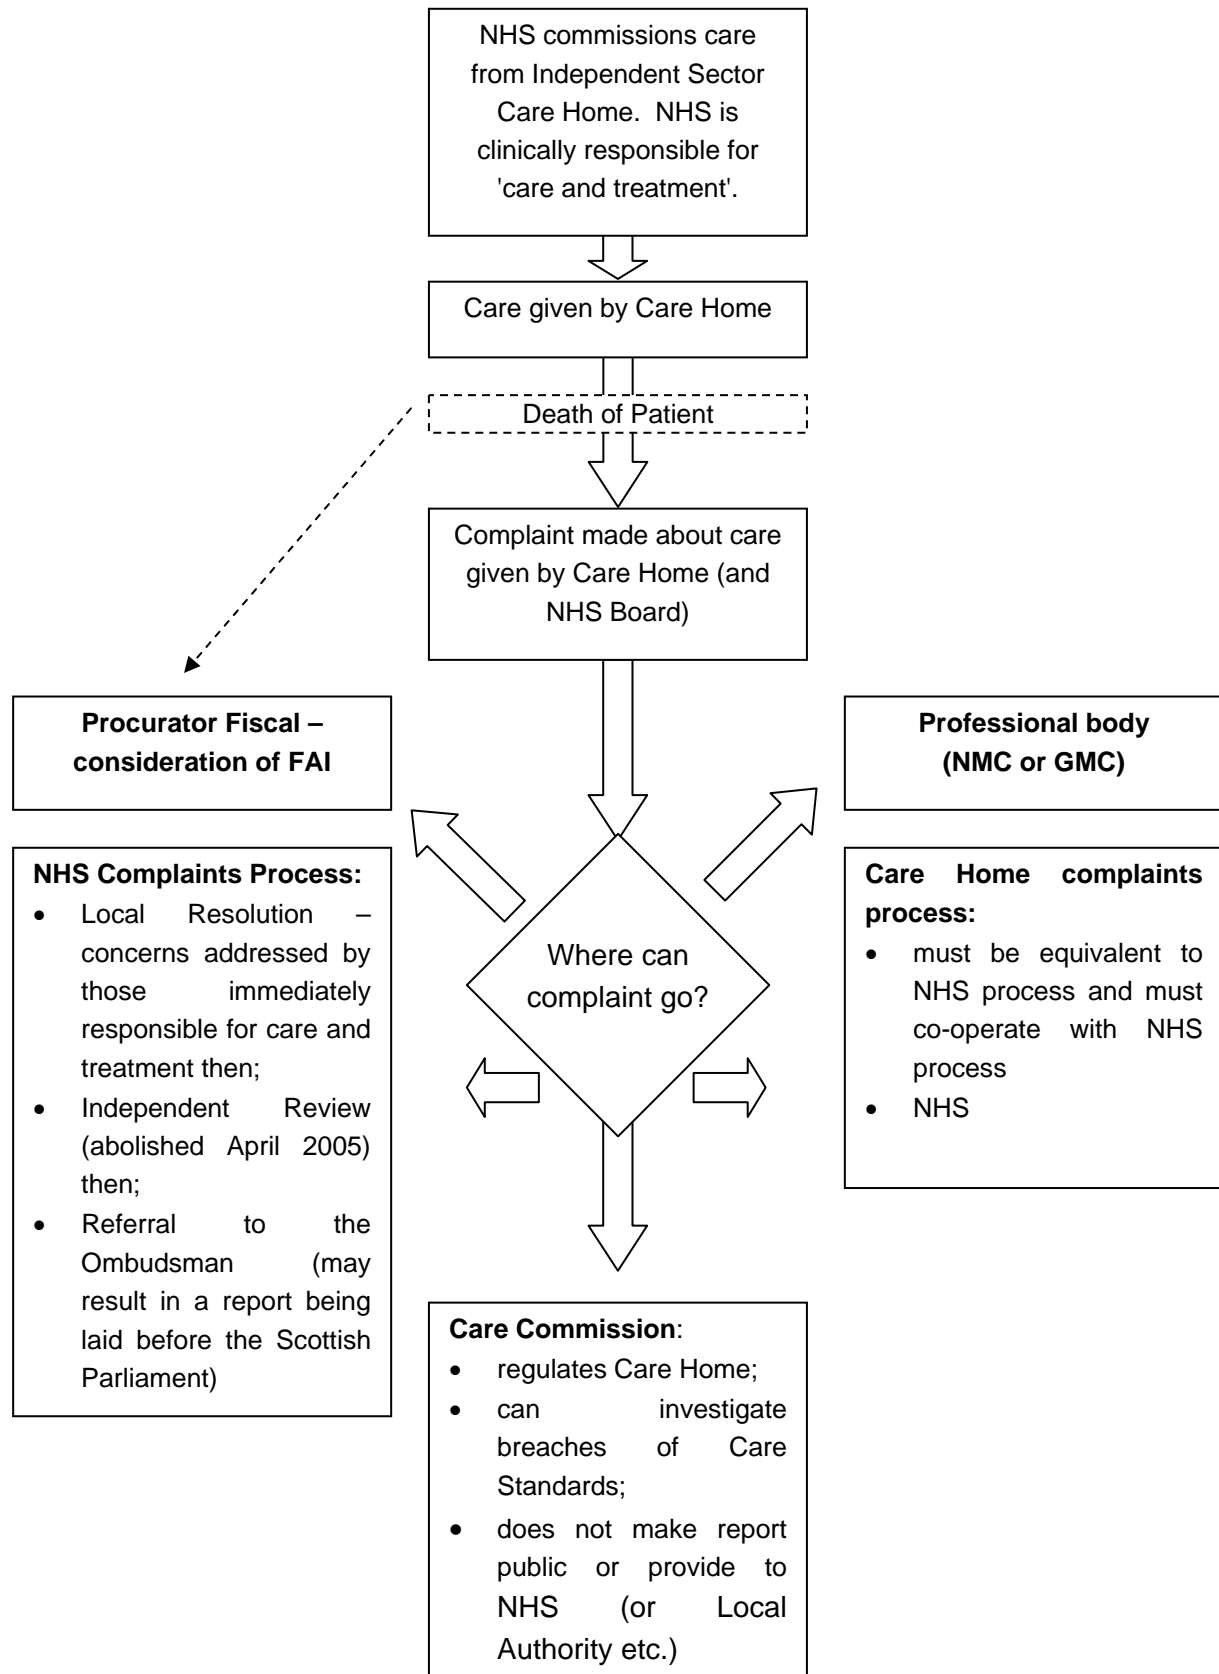 NHS commissions care
from Independent Sector
Care Home.  NHS is
clinically responsible for
'care and treatment'.
Care given by Care Home
Death of Patient
Complaint made about care
given by Care Home (and
NHS Board)
Procurator Fiscal –
consideration of FAI
Professional body
(NMC or GMC)
NHS Complaints Process:
• Local Resolution –
concerns addressed by
those immediately
responsible for care and
treatment then;
• Independent Review
(abolished April 2005)
then;
• Referral to the
Ombudsman (may
result in a report being
laid before the Scottish
Parliament)
Where can
complaint go?
Care Home complaints
process:
• must be equivalent to
NHS process and must
co-operate with NHS
process
• NHS
Care Commission:
• regulates Care Home;
• can investigate
breaches of Care
Standards;
• does not make report
public or provide to
NHS (or Local
Authority etc.)